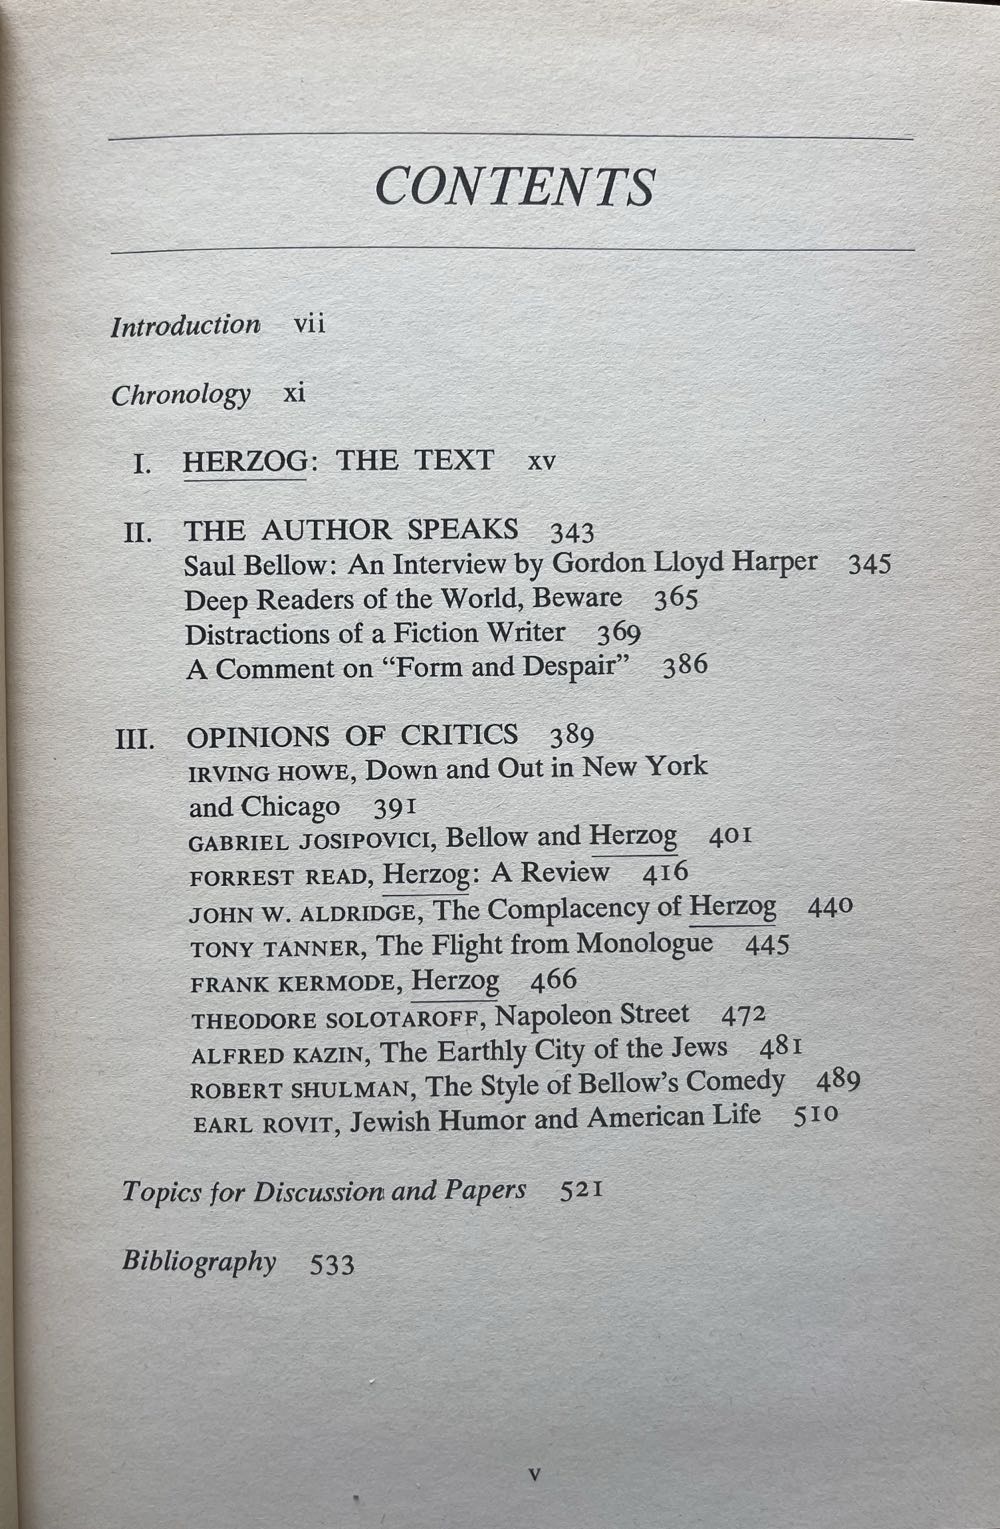 CONTENTS
Introduction vii
Chronology xi
I. HERZOG: THE TEXT xv
II. THE AUTHOR SPEAKS 343
Saul Bellow: An Interview by Gordon Lloyd Harper 345
Deep Readers of the World, Beware 365
Distractions of a Fiction Writer 369
A Comment on “Form and Despair” 386
III. OPINIONS OF CRITICS 389
IRVING HOWE, Down and Out in New York
and Chicago 391
GABRIEL JOSIPOVICI, Bellow and Herzog 401
FORREST READ, Herzog: A Review 416
JOHN W. ALDRIDGE, The Complacency of Herzog 440
TONY TANNER, The Flight from Monologue 445
FRANK KERMODE, Herzog 466
THEODORE SOLOTAROFF, Napoleon Street 472
ALFRED KAZIN, The Earthly City of the Jews 481
ROBERT SHULMAN, The Style of Bellow’s Comedy 489
EARL ROVIT, Jewish Humor and American Life 510
Topics for Discussion and Papers 521
Bibliography 533
v